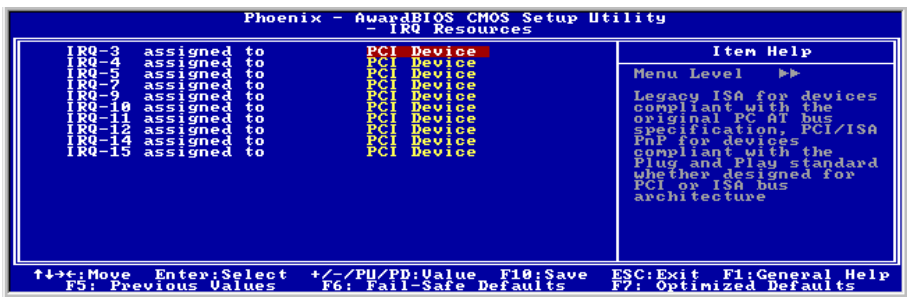 Phoenix - AwardBIOS CMOS Setup Utility
- IRQ Resources
IRQ-3 assigned to PCI Device
IRQ-4 assigned to PCI Device
IRQ-5 assigned to PCI Device
IRQ-7 assigned to PCI Device
IRQ-9 assigned to PCI Device
IRQ-10 assigned to PCI Device
IRQ-11 assigned to PCI Device
IRQ-12 assigned to PCI Device
IRQ-14 assigned to PCI Device
IRQ-15 assigned to PCI Device
Item Help
Menu Level ▶▶
Legacy ISA for devices
compliant with the
original PC AT bus
specification, PCI/ISA
PnP for devices
compliant with the
Plug and Play standard
whether designed for
PCI or ISA bus
architecture
↑↓→←:Move Enter:Select +/-/PU/PD:Value F10:Save ESC:Exit F1:General Help
F5: Previous Values F6: Fail-Safe Defaults F7: Optimized Defaults